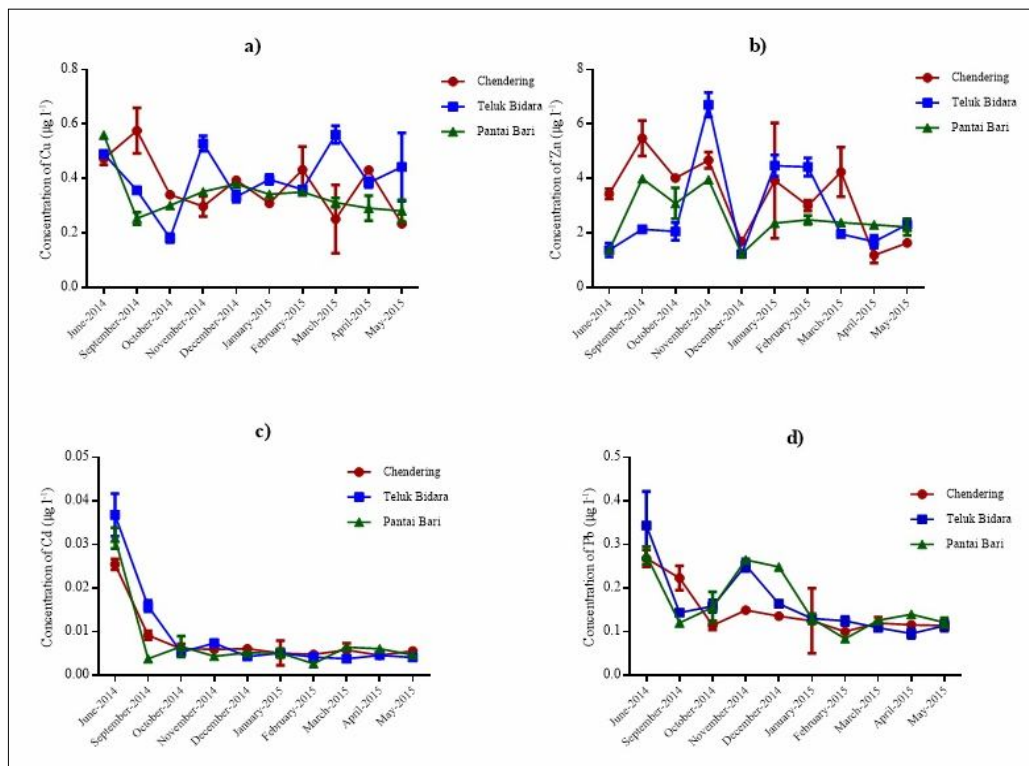 a)
Concentration of Cu (µg l⁻¹)
0.8
0.6
0.4
0.2
0.0
June-2014
September-2014
October-2014
November-2014
December-2014
January-2015
February-2015
March-2015
April-2015
May-2015
Chendering
Teluk Bidara
Pantai Bari
b)
Concentration of Zn (µg l⁻¹)
8
6
4
2
0
June-2014
September-2014
October-2014
November-2014
December-2014
January-2015
February-2015
March-2015
April-2015
May-2015
Chendering
Teluk Bidara
Pantai Bari
c)
Concentration of Cd (µg l⁻¹)
0.05
0.04
0.03
0.02
0.01
0.00
June-2014
September-2014
October-2014
November-2014
December-2014
January-2015
February-2015
March-2015
April-2015
May-2015
Chendering
Teluk Bidara
Pantai Bari
d)
Concentration of Pb (µg l⁻¹)
0.5
0.4
0.3
0.2
0.1
0.0
June-2014
September-2014
October-2014
November-2014
December-2014
January-2015
February-2015
March-2015
April-2015
May-2015
Chendering
Teluk Bidara
Pantai Bari